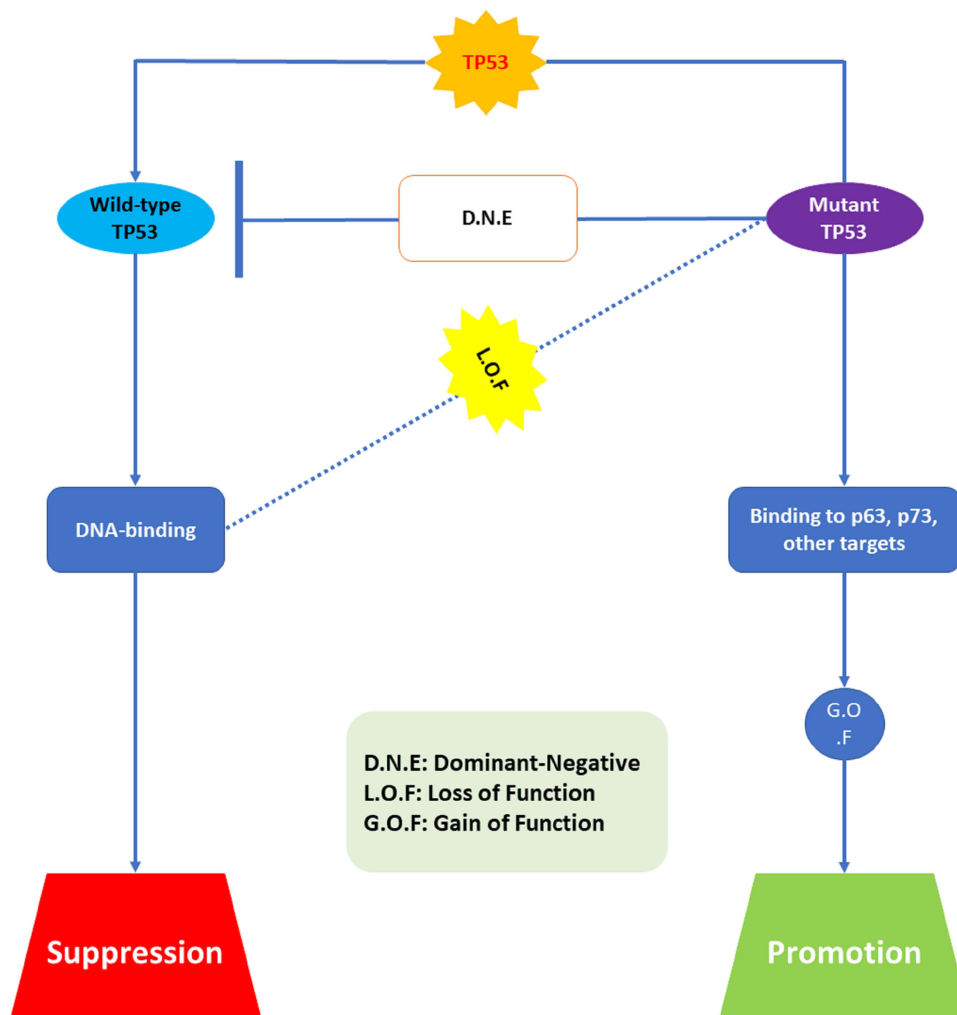 TP53
Wild-type
TP53
D.N.E
Mutant
TP53
L.O.F
DNA-binding
Binding to p63, p73,
other targets
G.O
.F
D.N.E: Dominant-Negative
L.O.F: Loss of Function
G.O.F: Gain of Function
Suppression
Promotion